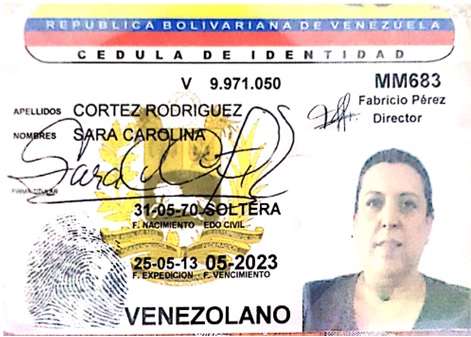 REPUBLICA BOLIVARIANA DE VENEZUELA
CEDULA DE IDENTIDAD
V 9.971.050
MM683
Fabricio Pérez
Director
APELLIDOS CORTEZ RODRIGUEZ
NOMBRES SARA CAROLINA
FIRMA TITULAR
31-05-70 SOLTERA
F. NACIMIENTO EDO CIVIL
25-05-13 05-2023
F. EXPEDICION F. VENCIMIENTO
VENEZOLANO